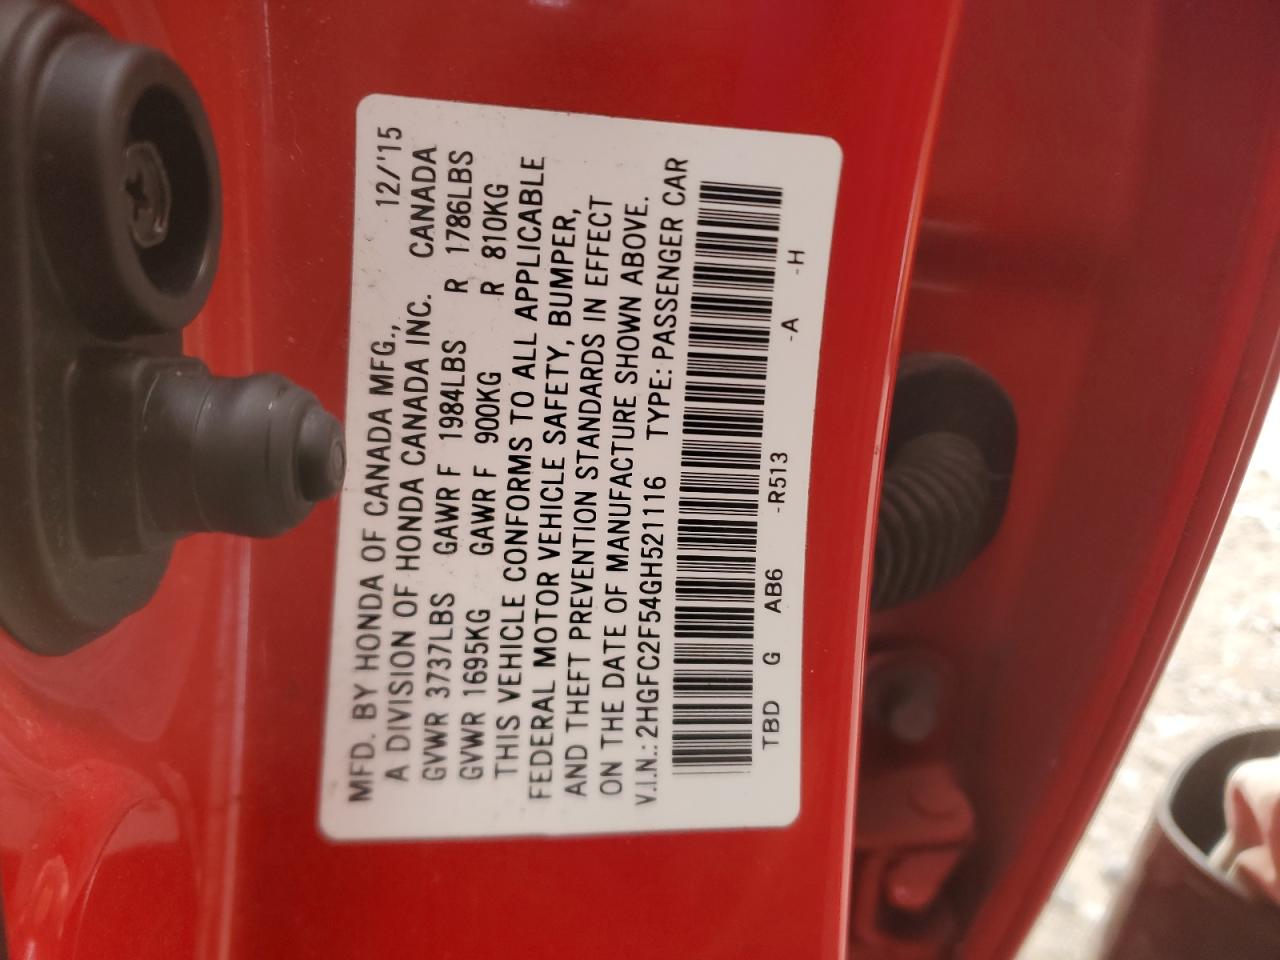 MFD. BY HONDA OF CANADA MFG., 12/'15
A DIVISION OF HONDA CANADA INC. CANADA
GVWR 3737LBS GAWR F 1984LBS R 1786LBS
GVWR 1695KG GAWR F 900KG R 810KG
THIS VEHICLE CONFORMS TO ALL APPLICABLE
FEDERAL MOTOR VEHICLE SAFETY, BUMPER,
AND THEFT PREVENTION STANDARDS IN EFFECT
ON THE DATE OF MANUFACTURE SHOWN ABOVE.
V.I.N.: 2HGFC2F54GH521116 TYPE: PASSENGER CAR
TBD G AB6 -R513 -A -H